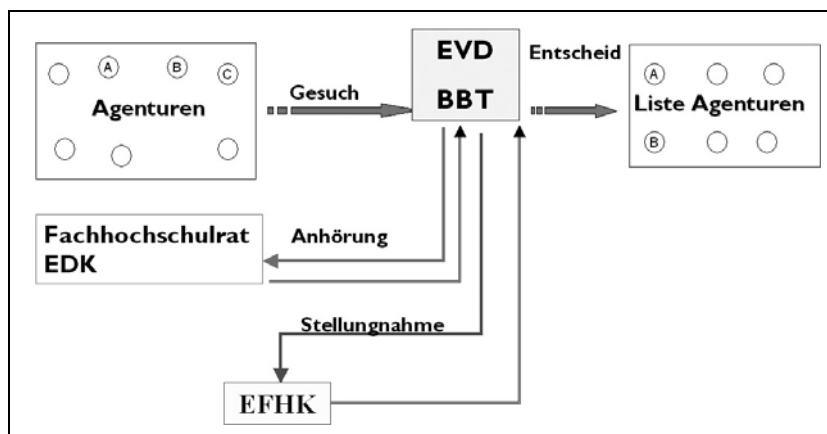 A
B
C
Agenturen
Gesuch
EVD
BBT
Entscheid
A
Liste Agenturen
B
Fachhochschulrat
EDK
Anhörung
Stellungnahme
EFHK